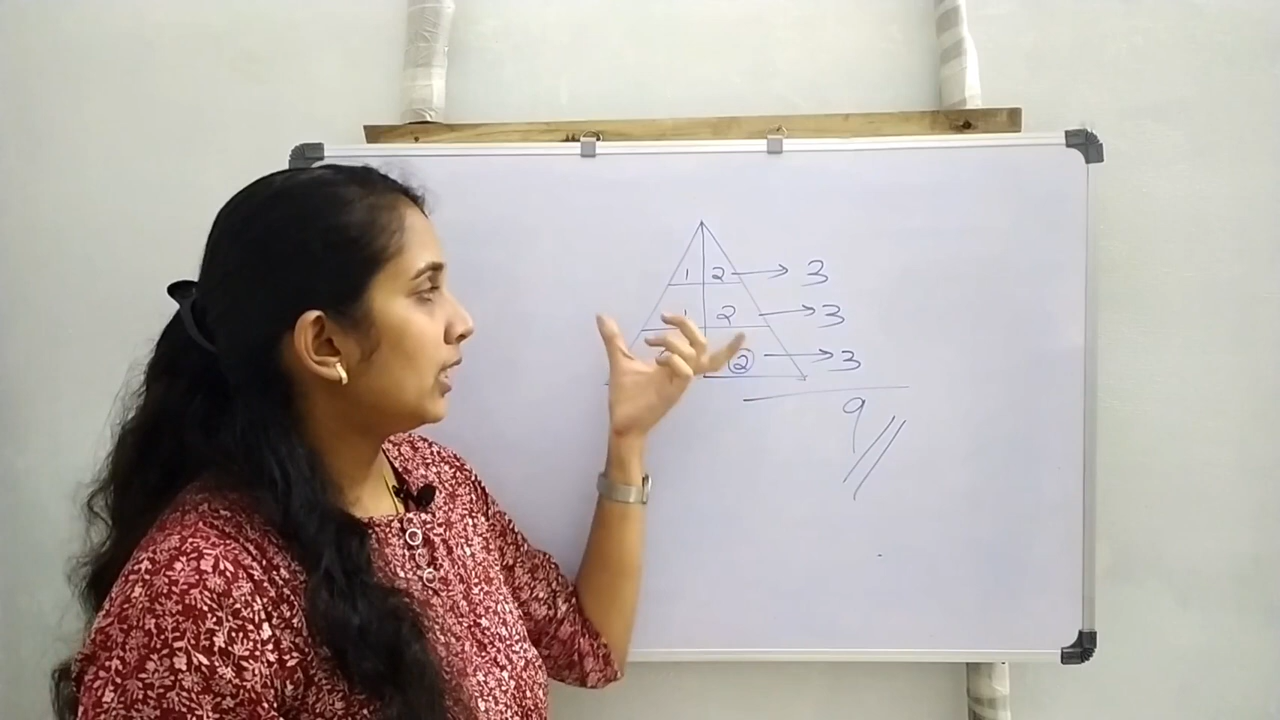 1 2 → 3
1 2 → 3
② → 3
9